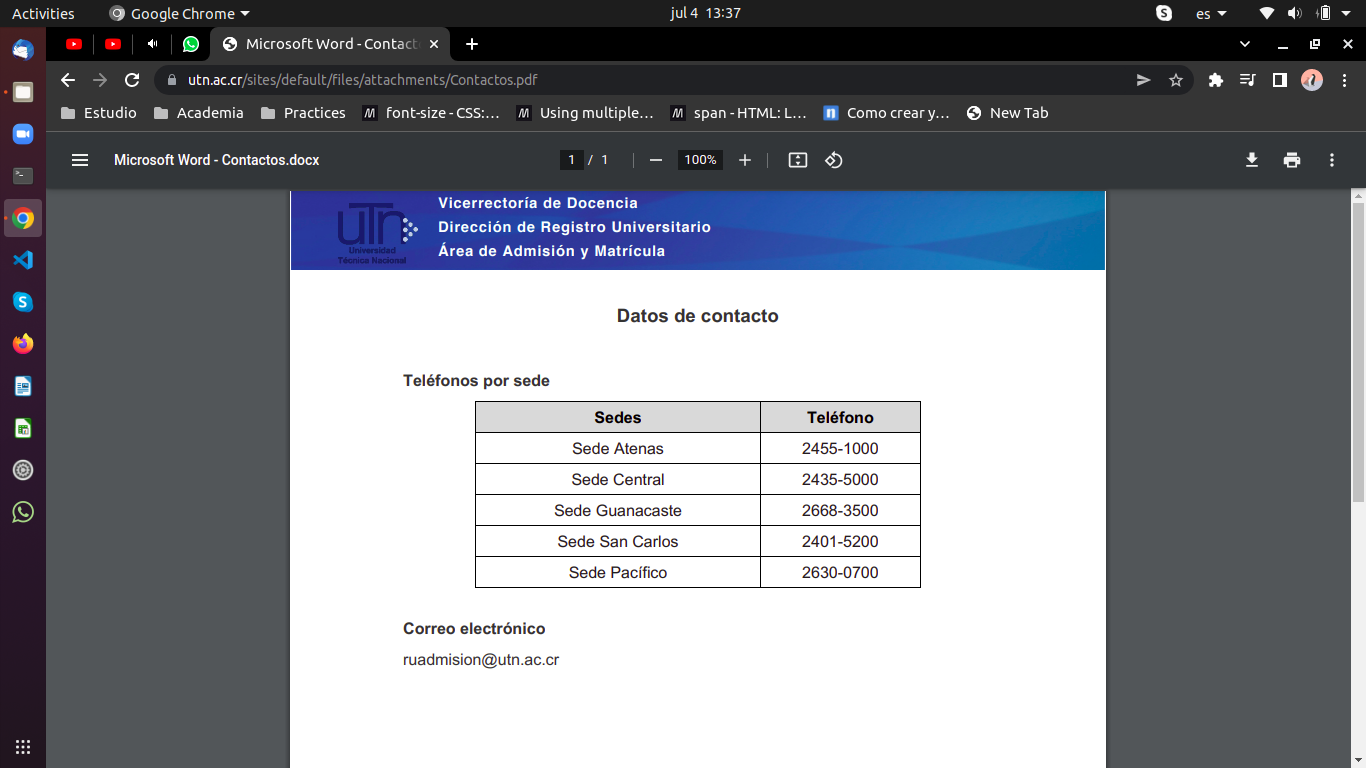 Activities
Google Chrome
jul 4 13:37
es
Microsoft Word - Contact
utn.ac.cr/sites/default/files/attachments/Contactos.pdf
Estudio
Academia
Practices
font-size - CSS:...
Using multiple...
span - HTML: L...
Como crear y...
New Tab
Microsoft Word - Contactos.docx
1 / 1
100%
utn
Universidad
Técnica Nacional
Vicerrectoría de Docencia
Dirección de Registro Universitario
Área de Admisión y Matrícula
Datos de contacto
Teléfonos por sede
Sedes Teléfono
Sede Atenas 2455-1000
Sede Central 2435-5000
Sede Guanacaste 2668-3500
Sede San Carlos 2401-5200
Sede Pacífico 2630-0700
Correo electrónico
ruadmision@utn.ac.cr